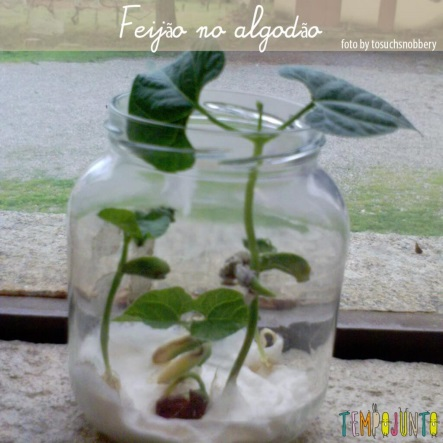 Feijão no algodão
foto by tosuchsnobbery
TEMPOJUNTO